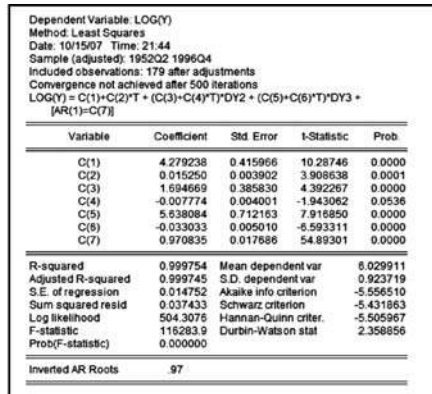 Dependent Variable: LOG(Y)
Method: Least Squares
Date: 10/15/07 Time: 21:44
Sample (adjusted): 1952Q2 1996Q4
Included observations: 179 after adjustments
Convergence not achieved after 500 iterations
LOG(Y) = C(1)+C(2)*T + (C(3)+C(4)*T)*DY2 + (C(5)+C(6)*T)*DY3 +
[AR(1)=C(7)]
Variable Coefficient Std. Error t-Statistic Prob.
C(1) 4.279238 0.415966 10.28746 0.0000
C(2) 0.015250 0.003902 3.908638 0.0001
C(3) 1.694669 0.385830 4.392267 0.0000
C(4) -0.007774 0.004001 -1.943062 0.0536
C(5) 5.638084 0.712163 7.916850 0.0000
C(6) -0.033033 0.005010 -6.593311 0.0000
C(7) 0.970835 0.017686 54.89301 0.0000
R-squared 0.999754 Mean dependent var 6.029911
Adjusted R-squared 0.999745 S.D. dependent var 0.923719
S.E. of regression 0.014752 Akaike info criterion -5.556510
Sum squared resid 0.037433 Schwarz criterion -5.431863
Log likelihood 504.3076 Hannan-Quinn criter. -5.505967
F-statistic 116283.9 Durbin-Watson stat 2.358856
Prob(F-statistic) 0.000000
Inverted AR Roots .97